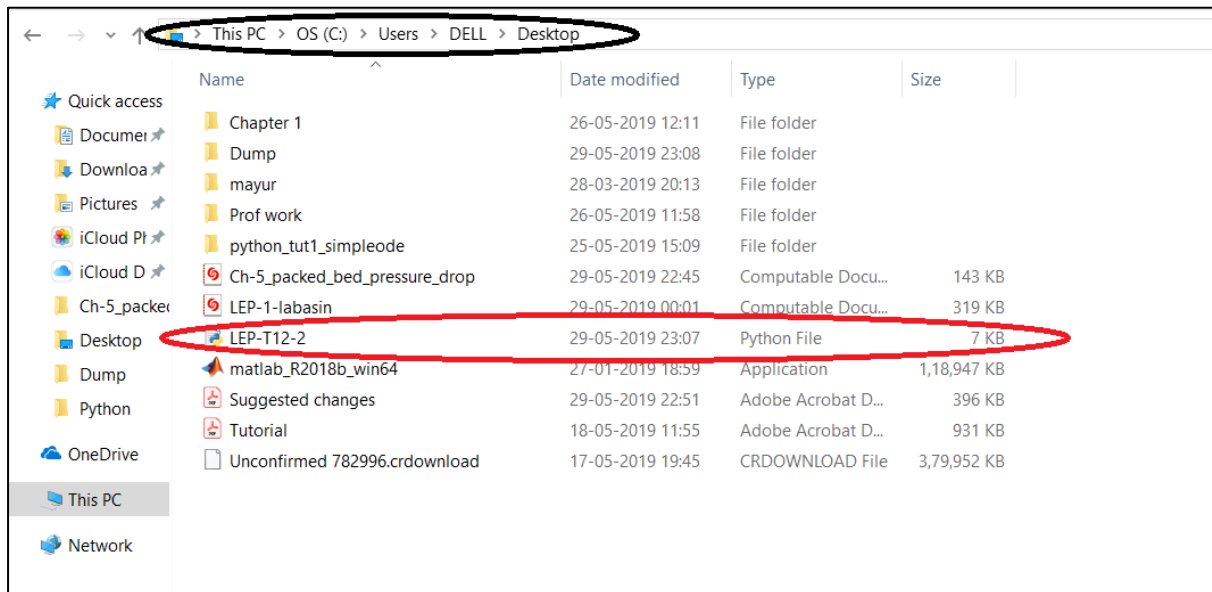 This PC > OS (C:) > Users > DELL > Desktop
Name Date modified Type Size
Quick access
Documer
Downloa
Pictures
iCloud Pł
iCloud D
Ch-5_packec
Desktop
Dump
Python
OneDrive
This PC
Network
Chapter 1 26-05-2019 12:11 File folder
Dump 29-05-2019 23:08 File folder
mayur 28-03-2019 20:13 File folder
Prof work 26-05-2019 11:58 File folder
python_tut1_simpleode 25-05-2019 15:09 File folder
Ch-5_packed_bed_pressure_drop 29-05-2019 22:45 Computable Docu... 143 KB
LEP-1-labasin 29-05-2019 00:01 Computable Docu... 319 KB
LEP-T12-2 29-05-2019 23:07 Python File 7 KB
matlab_R2018b_win64 27-01-2019 18:59 Application 1,18,947 KB
Suggested changes 29-05-2019 22:51 Adobe Acrobat D... 396 KB
Tutorial 18-05-2019 11:55 Adobe Acrobat D... 931 KB
Unconfirmed 782996.crdownload 17-05-2019 19:45 CRDOWNLOAD File 3,79,952 KB